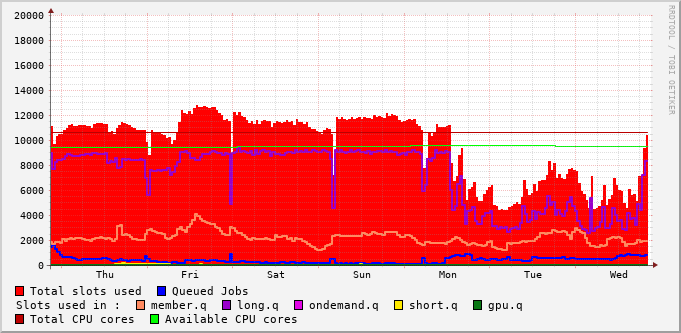 RRDTOOL / TOBI OETIKER
20000
18000
16000
14000
12000
10000
8000
6000
4000
2000
0
Thu Fri Sat Sun Mon Tue Wed
Total slots used Queued Jobs
Slots used in : member.q long.q ondemand.q short.q gpu.q
Total CPU cores Available CPU cores